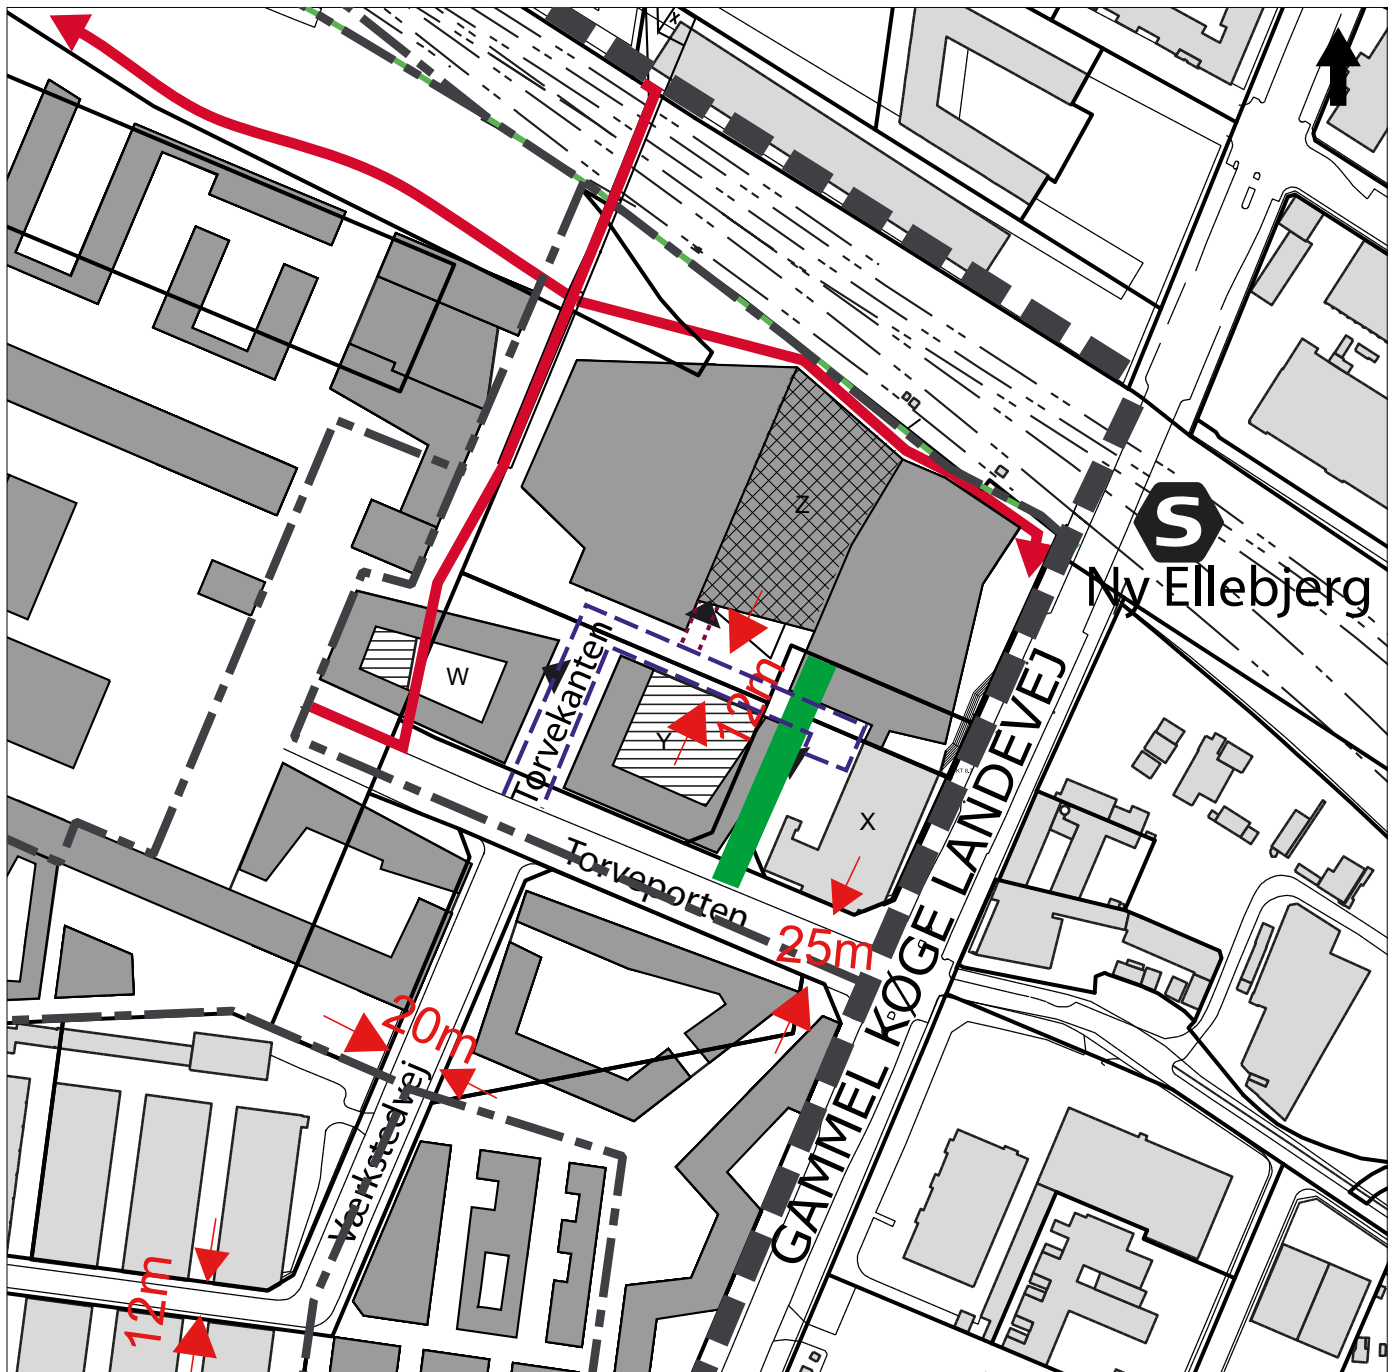 X
Z
S
Ny Ellebjerg
W
Torvekanten
12m
Y
X
GAMMEL KØGE LANDEVEJ
Torveporten
25m
20m
Værkstedvej
12m